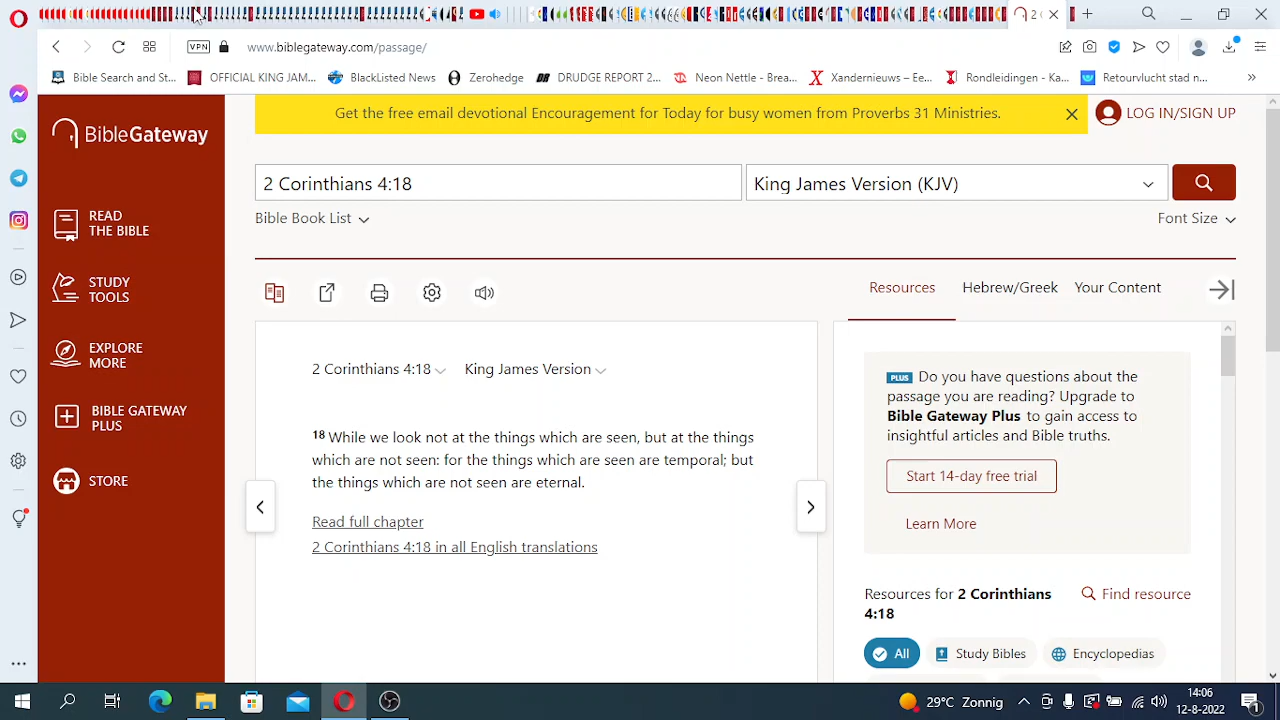 2 C
VPN
www.biblegateway.com/passage/
Bible Search and St...
OFFICIAL KING JAM...
BlackListed News
Zerohedge
DRUDGE REPORT 2...
Neon Nettle - Brea...
Xandernieuws – Ee...
Rondleidingen - Ka...
Retourvlucht stad n...
Get the free email devotional Encouragement for Today for busy women from Proverbs 31 Ministries.
LOG IN/SIGN UP
BibleGateway
2 Corinthians 4:18
King James Version (KJV)
Bible Book List
Font Size
READ
THE BIBLE
STUDY
TOOLS
EXPLORE
MORE
BIBLE GATEWAY
PLUS
STORE
Resources
Hebrew/Greek
Your Content
2 Corinthians 4:18
King James Version
18 While we look not at the things which are seen, but at the things
which are not seen: for the things which are seen are temporal; but
the things which are not seen are eternal.
Read full chapter
2 Corinthians 4:18 in all English translations
PLUS Do you have questions about the
passage you are reading? Upgrade to
Bible Gateway Plus to gain access to
insightful articles and Bible truths.
Start 14-day free trial
Learn More
Resources for 2 Corinthians
4:18
Find resource
All
Study Bibles
Encyclopedias
29°C Zonnig
14:06
12-8-2022
1